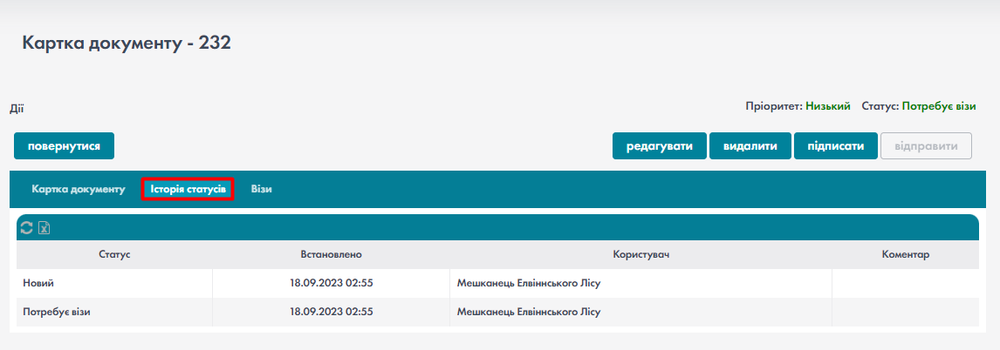 Картка документу - 232
Дії
Пріоритет: Низький Статус: Потребує візи
повернутися редагувати видалити підписати відправити
Картка документу Історія статусів Візи
Статус Встановлено Користувач Коментар
Новий 18.09.2023 02:55 Мешканець Елвіннського Лісу
Потребує візи 18.09.2023 02:55 Мешканець Елвіннського Лісу